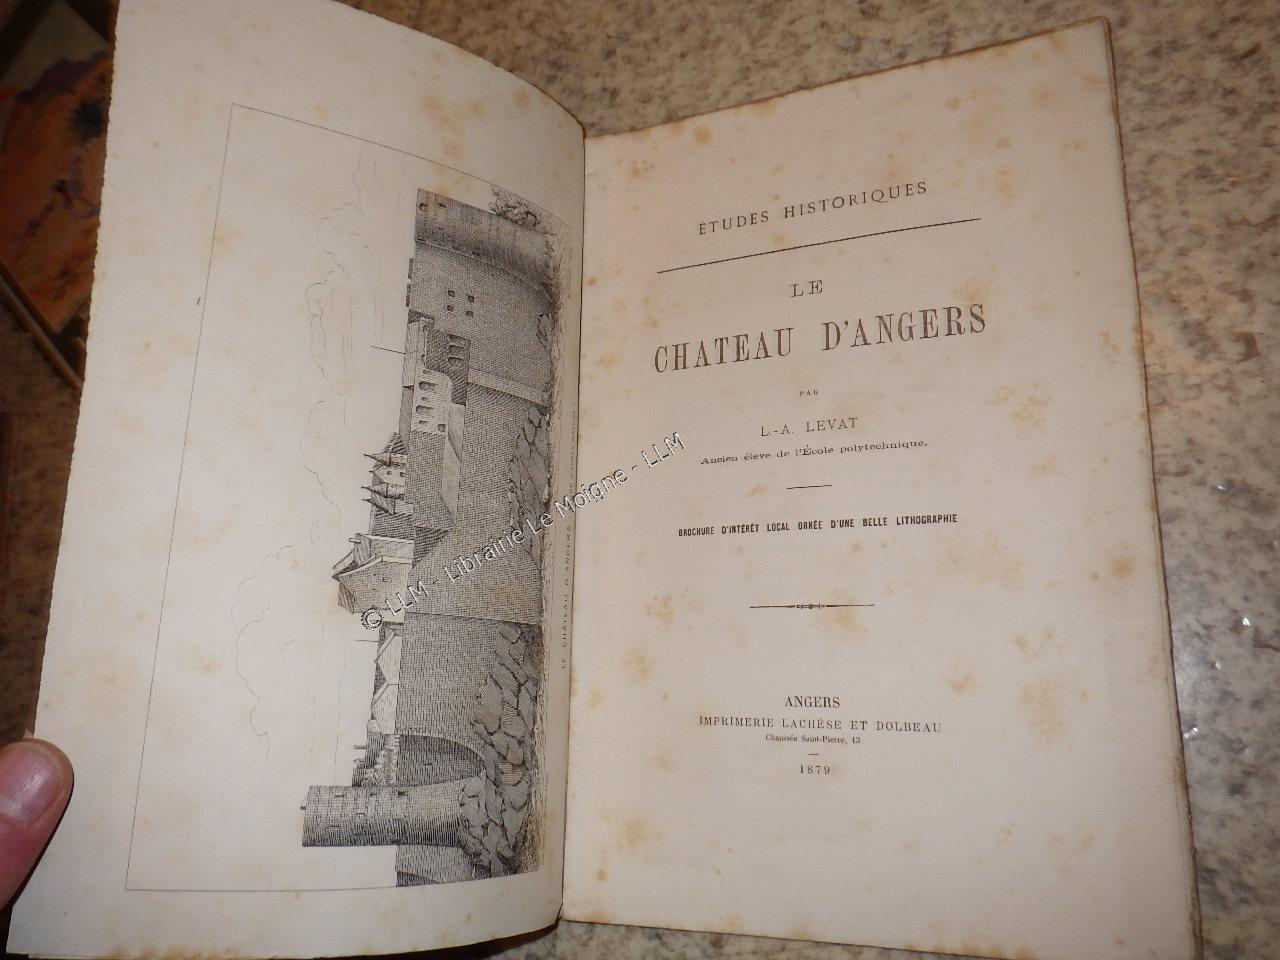 LE CHÂTEAU D'ANGERS
ÉTUDES HISTORIQUES
LE
CHATEAU D'ANGERS
PAR
L.-A. LEVAT
Ancien élève de l'École polytechnique.
BROCHURE D'INTÉRÊT LOCAL ORNÉE D'UNE BELLE LITHOGRAPHIE
ANGERS
IMPRIMERIE LACHÈSE ET DOLBEAU
Chaussée Saint-Pierre, 13
1879
© LLM - Librairie Le Moigne - LLM